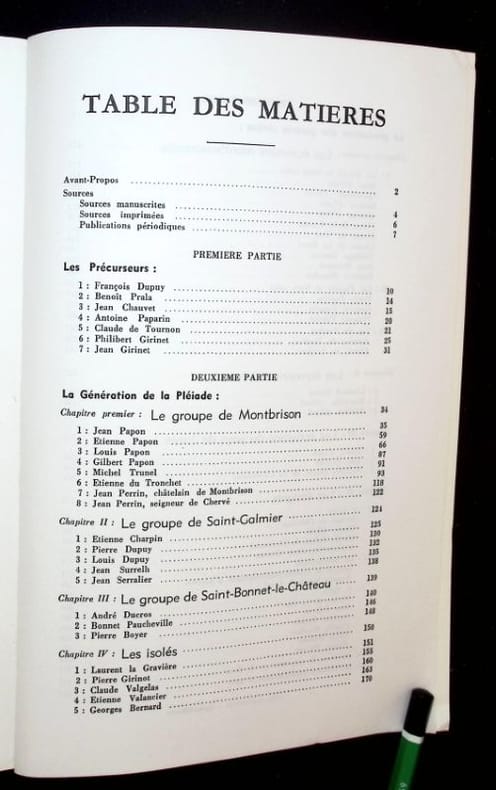 TABLE DES MATIERES
Avant-Propos ........ 2
Sources
Sources manuscrites ........ 4
Sources imprimées ........ 6
Publications périodiques ........ 7
PREMIERE PARTIE
Les Précurseurs :
1 : François Dupuy ........ 10
2 : Benoît Prala ........ 14
3 : Jean Chauvet ........ 15
4 : Antoine Paparin ........ 20
5 : Claude de Tournon ........ 21
6 : Philibert Girinet ........ 25
7 : Jean Girinet ........ 31
DEUXIEME PARTIE
La Génération de la Pléiade :
Chapitre premier : Le groupe de Montbrison ........ 34
1 : Jean Papon ........ 35
2 : Etienne Papon ........ 59
3 : Louis Papon ........ 66
4 : Gilbert Papon ........ 87
5 : Michel Trunel ........ 91
6 : Etienne du Tronchet ........ 93
7 : Jean Perrin, châtelain de Montbrison ........ 118
8 : Jean Perrin, seigneur de Chervé ........ 122
Chapitre II : Le groupe de Saint-Galmier ........ 124
1 : Etienne Charpin ........ 125
2 : Pierre Dupuy ........ 130
3 : Louis Dupuy ........ 132
4 : Jean Surrelh ........ 135
5 : Jean Serralier ........ 138
Chapitre III : Le groupe de Saint-Bonnet-le-Château ........ 139
1 : André Ducros ........ 140
2 : Bonnet Paucheville ........ 146
3 : Pierre Boyer ........ 148
Chapitre IV : Les isolés ........ 150
1 : Laurent la Gravière ........ 151
2 : Pierre Girinet ........ 155
3 : Claude Valgelas ........ 160
4 : Etienne Valancier ........ 163
5 : Georges Bernard ........ 170